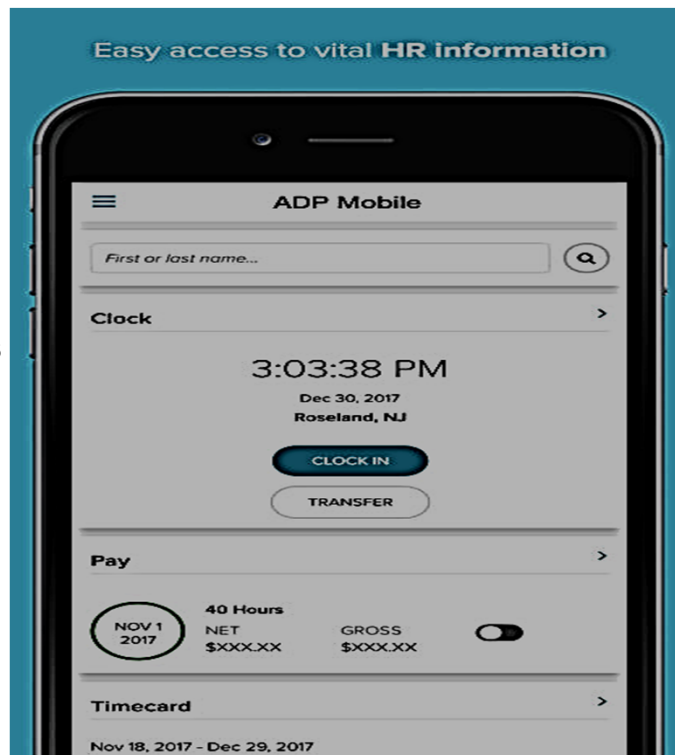 Easy access to vital HR information
ADP Mobile
First or last name...
Clock
3:03:38 PM
Dec 30, 2017
Roseland, NJ
CLOCK IN
TRANSFER
Pay
NOV 1
2017
40 Hours
NET GROSS
$XXX.XX $XXX.XX
Timecard
Nov 18, 2017 - Dec 29, 2017